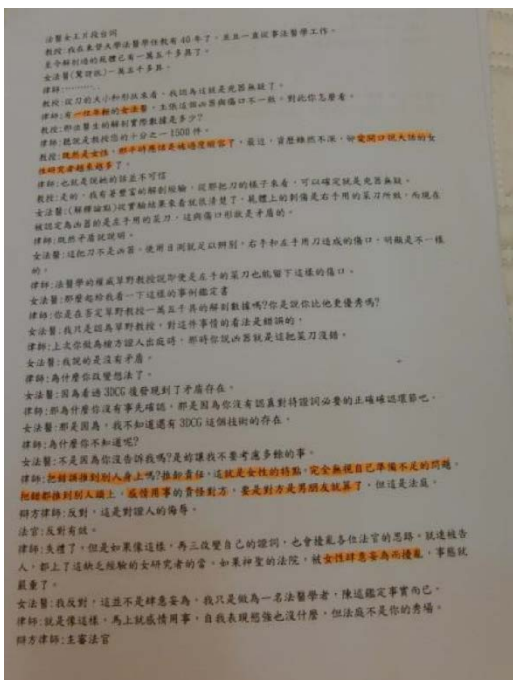 法醫女王片段台詞
教授:我在東登大學法醫學任教有40年了，並且一直從事法醫學工作。
至今解剖過的屍體已有一萬五千多具了。
女法醫(驚訝狀)一萬五千多具。
律師:..........
教授:從刀的大小和形狀來看，我認為這就是兇器無疑了。
律師:有一位年輕的女法醫，主張這個凶器與傷口不一致，對此你怎麼看。
教授:那位醫生的解剖實際數據是多少?
律師:聽說是教授您的十分之一1500件。
教授:既然是女性，那平時應該是鳩過度頻雷了，最近，資歷雖然不深，卻愛開口說大話的女
性研究者越來越多了。
律師:也就是說她的話並不可信
教授:是的，我有著豐富的解剖經驗，從那把刀的樣子來看，可以確定就是兇器無疑。
女法醫:(解釋論點)從實驗結果來看就很清楚了，屍體上的刺傷是右手用的菜刀所致，而現在
被認定為凶器的是左手用的菜刀，這與傷口形狀是矛盾的。
律師:既然矛盾就說明。
女法醫:這把刀不是凶器，使用目測就足以辨別，右手和左手用刀造成的傷口，明顯是不一樣
的。
律師:法醫學的權威草野教授說即便是左手的菜刀也能留下這樣的傷口。
女法醫:那麼起給我看一下這樣的事例鑑定書
律師:你是在否定草野教授一萬五千具的解剖數據嗎?你是說你比他更優秀嗎?
女法醫:我只是認為草野教授，對這件事情的看法是錯誤的。
律師:上次你做為檢方證人出庭時，那時你說凶器就是這把菜刀沒錯。
女法醫:我說的是沒有矛盾。
律師:為什麼你改變想法了。
女法醫:因為看過3DCG後發現到了矛盾存在。
律師:那為什麼你沒有事先確認，那是因為你沒有認真對待證詞必要的正確確認環節吧。
女法醫:那是因為，我不知道還有3DCG這個技術的存在。
律師:為什麼你不知道呢?
女法醫:不是因為你沒告訴我嗎?是妳讓我不要考慮多餘的事。
律師:把錯誤推到別人身上嗎?推卸責任，這就是女性的特點，完全無視自己準備不足的問題，
把錯都推到別人頭上，感情用事的責怪對方，要是對方是男朋友就算了，但這是法庭。
辯方律師:反對，這是對證人的侮辱。
法官:反對有效。
律師:失禮了，但是如果像這樣，再三改變自己的證詞，也會擾亂各位法官的思路。就連被告
人，都上了這缺乏經驗的女研究者的當。如果神聖的法院，被女性肆意妄為而擾亂，事態就
嚴重了。
女法醫:我反對，這並不是肆意妄為，我只是做為一名法醫學者，陳述鑑定事實而已。
律師:就是像這樣，馬上就感情用事，自我表現慾強也沒什麼，但法庭不是你的秀場。
辯方律師:主審法官